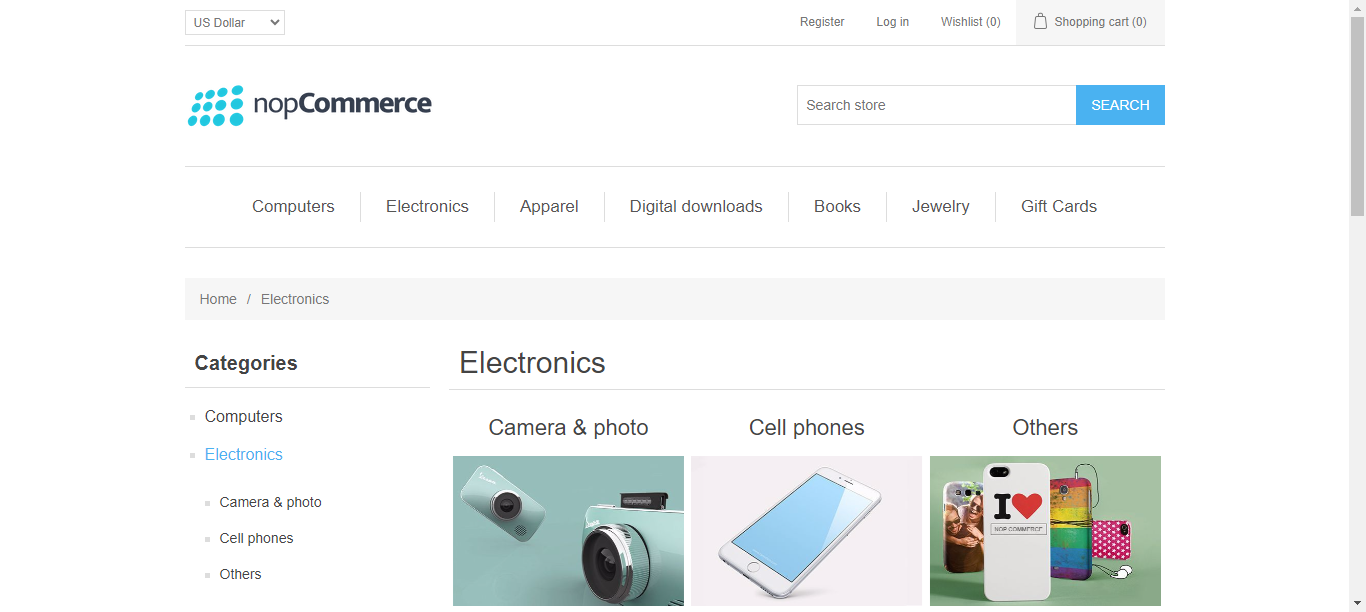 US Dollar
Register
Log in
Wishlist (0)
Shopping cart (0)
nopCommerce
Search store
SEARCH
Computers
Electronics
Apparel
Digital downloads
Books
Jewelry
Gift Cards
Home / Electronics
Categories
Computers
Electronics
Camera & photo
Cell phones
Others
Electronics
Camera & photo
Cell phones
Others
I
NOP COMMERCE